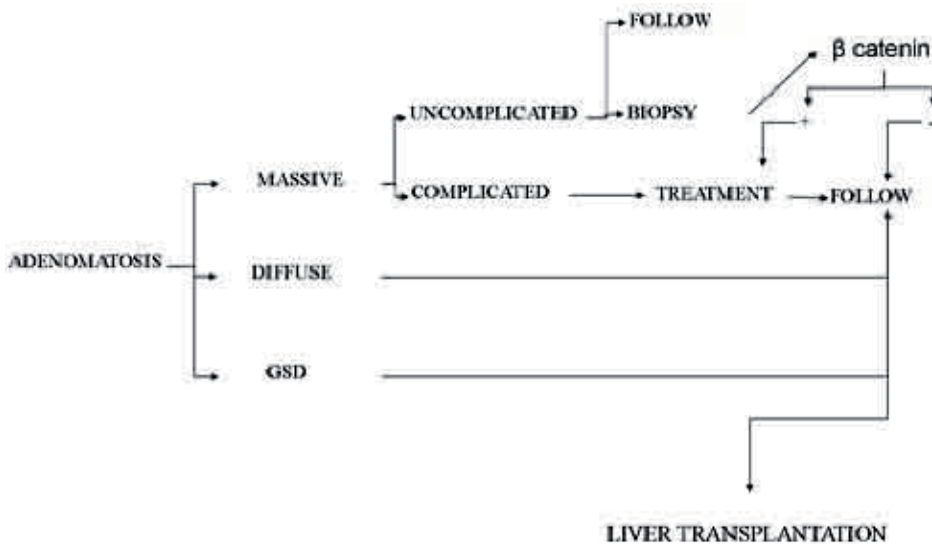 FOLLOW
β catenin
UNCOMPLICATED
BIOPSY
+
-
MASSIVE
COMPLICATED
TREATMENT
FOLLOW
ADENOMATOSIS
DIFFUSE
GSD
LIVER TRANSPLANTATION